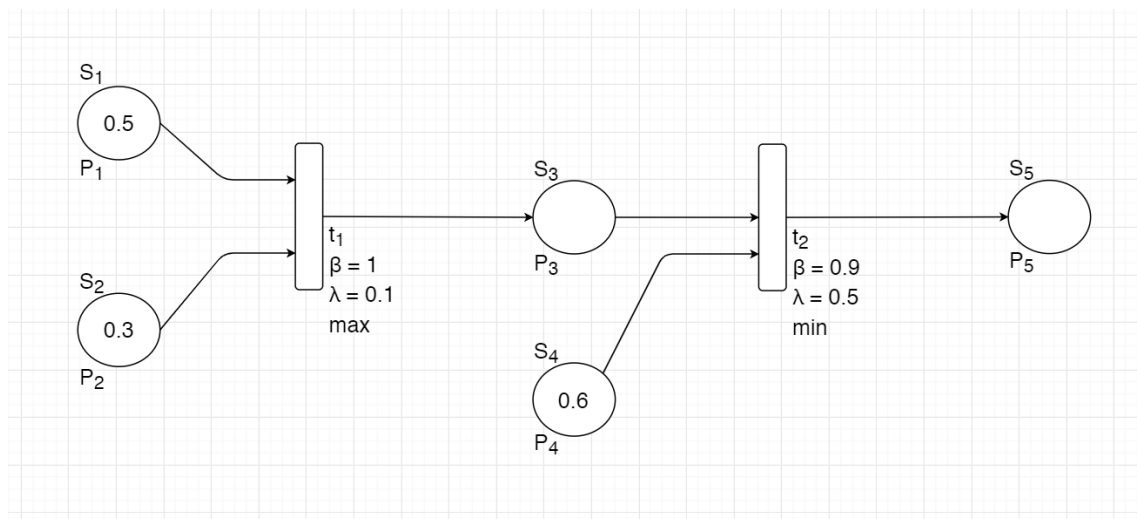 S₁
0.5
P₁
S₂
0.3
P₂
t₁
β = 1
λ = 0.1
max
S₃
P₃
S₄
0.6
P₄
t₂
β = 0.9
λ = 0.5
min
S₅
P₅